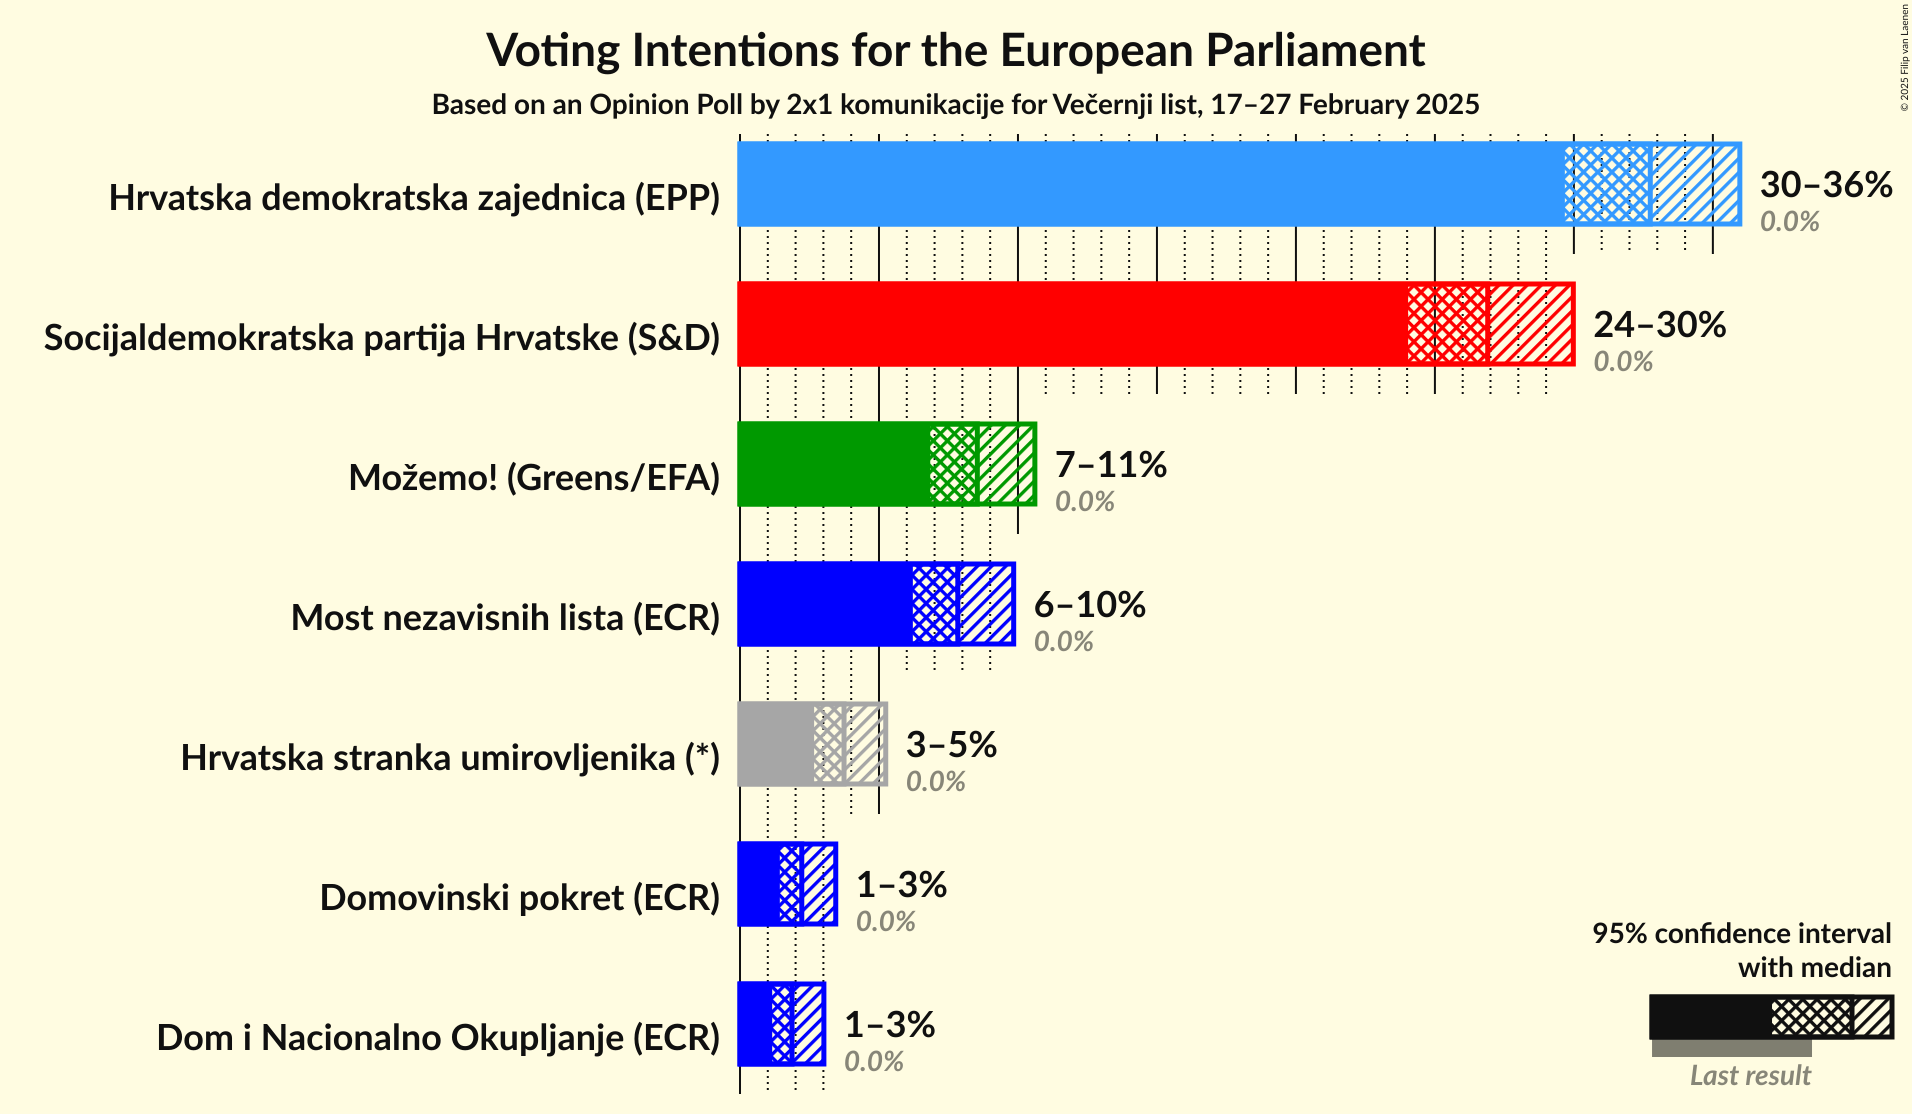 Voting Intentions for the European Parliament
Based on an Opinion Poll by 2x1 komunikacije for Večernji list, 17–27 February 2025
© 2025 Filip van Laenen
Hrvatska demokratska zajednica (EPP)
30–36%
0.0%
Socijaldemokratska partija Hrvatske (S&D)
24–30%
0.0%
Možemo! (Greens/EFA)
7–11%
0.0%
Most nezavisnih lista (ECR)
6–10%
0.0%
Hrvatska stranka umirovljenika (*)
3–5%
0.0%
Domovinski pokret (ECR)
1–3%
0.0%
Dom i Nacionalno Okupljanje (ECR)
1–3%
0.0%
95% confidence interval
with median
Last result